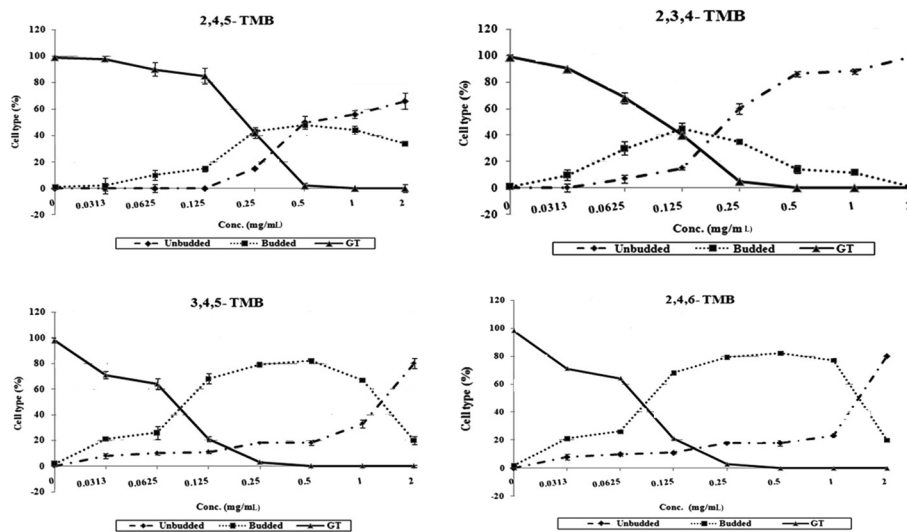 2,4,5- TMB
120
100
80
60
40
20
0
-20
Cell type (%)
0 0.0313 0.0625 0.125 0.25 0.5 1 2
Conc. (mg/mL)
Unbudded Budded GT
2,3,4- TMB
120
100
80
60
40
20
0
-20
Cell type (%)
0 0.0313 0.0625 0.125 0.25 0.5 1
Conc. (mg/mL)
Unbudded Budded GT
3,4,5- TMB
120
100
80
60
40
20
0
-20
Cell type (%)
0 0.0313 0.0625 0.125 0.25 0.5 1 2
Conc. (mg/mL)
Unbudded Budded GT
2,4,6- TMB
120
100
80
60
40
20
0
-20
Cell type (%)
0 0.0313 0.0625 0.125 0.25 0.5 1 2
Conc. (mg/mL)
Unbudded Budded GT